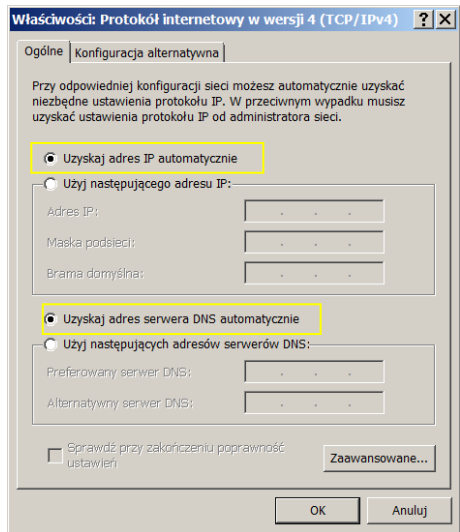 Właściwości: Protokół internetowy w wersji 4 (TCP/IPv4)
Ogólne Konfiguracja alternatywna
Przy odpowiedniej konfiguracji sieci możesz automatycznie uzyskać
niezbędne ustawienia protokołu IP. W przeciwnym wypadku musisz
uzyskać ustawienia protokołu IP od administratora sieci.
Uzyskaj adres IP automatycznie
Użyj następującego adresu IP:
Adres IP:
Maska podsieci:
Brama domyślna:
Uzyskaj adres serwera DNS automatycznie
Użyj następujących adresów serwerów DNS:
Preferowany serwer DNS:
Alternatywny serwer DNS:
Sprawdź przy zakończeniu poprawność
ustawień
Zaawansowane...
OK Anuluj